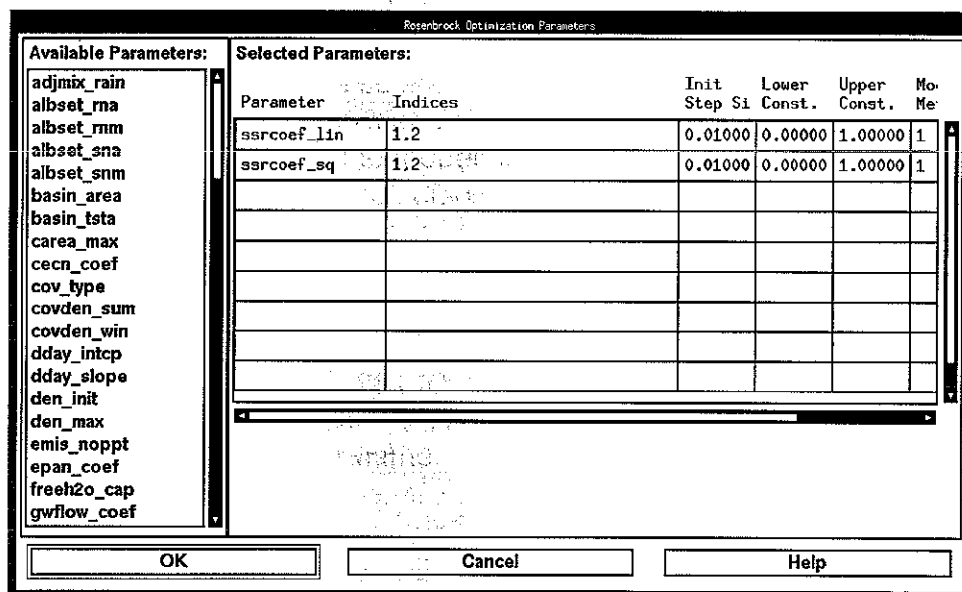 Rosenbrock Optimization Parameters
Available Parameters:
adjmix_rain
albset_rna
albset_rnm
albset_sna
albset_snm
basin_area
basin_tsta
carea_max
cecn_coef
cov_type
covden_sum
covden_win
dday_intcp
dday_slope
den_init
den_max
emis_noppt
epan_coef
freeh2o_cap
gwflow_coef
Selected Parameters:
Init Lower Upper Mo
Parameter Indices Step Si Const. Const. Me
ssrcoef_lin 1,2 0.01000 0.00000 1.00000 1
ssrcoef_sq 1,2 0.01000 0.00000 1.00000 1
OK Cancel Help